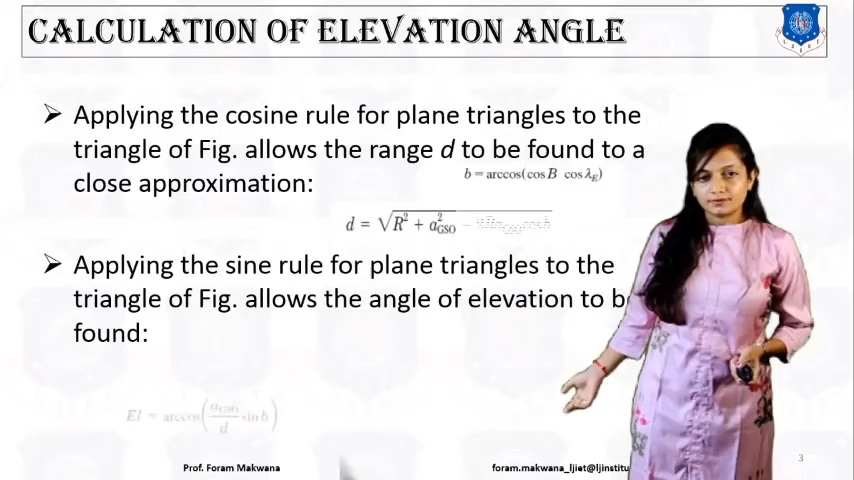 CALCULATION OF ELEVATION ANGLE
➢ Applying the cosine rule for plane triangles to the
triangle of Fig. allows the range d to be found to a
close approximation:
b = arccos(cos B cos λ_E)
d = √(R² + a²_GSO −
➢ Applying the sine rule for plane triangles to the
triangle of Fig. allows the angle of elevation to be
found:
El = arccos(a_GSO/d sin b)
Prof. Foram Makwana
foram.makwana_ljiet@ljinstitu
3